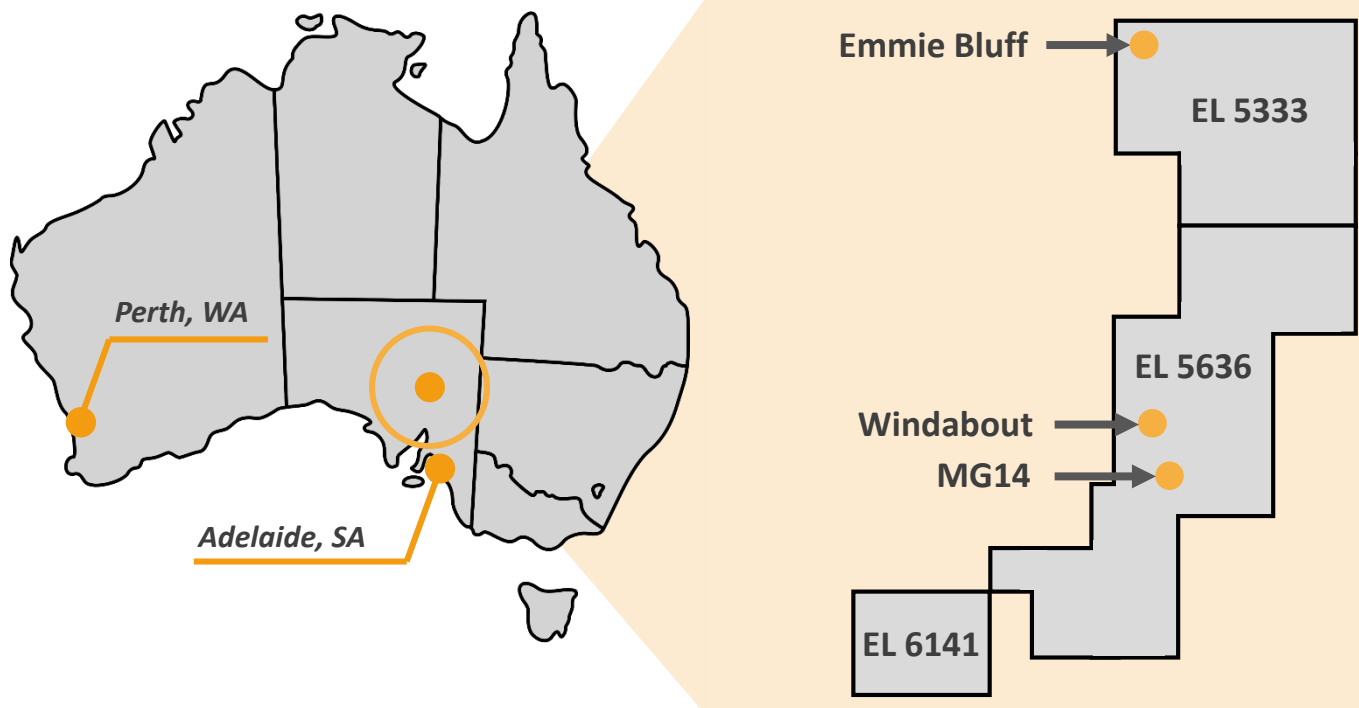 Perth, WA
Adelaide, SA
Emmie Bluff
EL 5333
EL 5636
Windabout
MG14
EL 6141